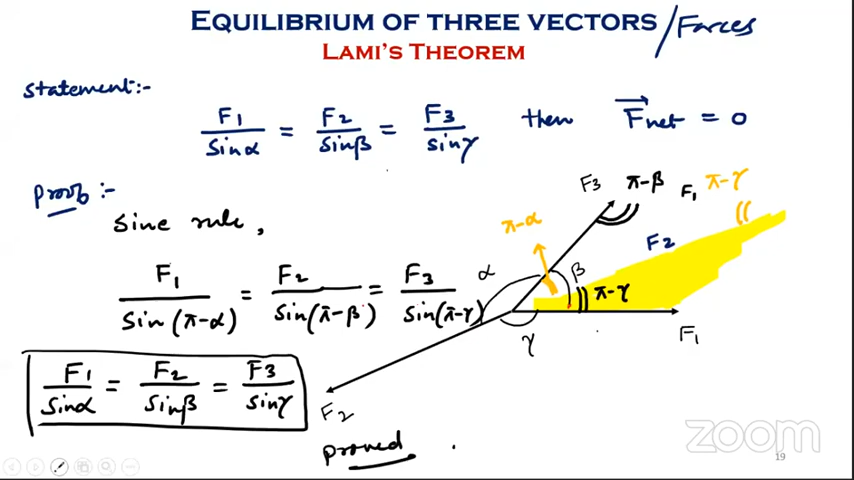 EQUILIBRIUM OF THREE VECTORS / Forces
LAMI'S THEOREM
Statement:-
F1/sinα = F2/sinβ = F3/sinγ then Fnet = 0
Proof:-
Sine rule,
F1/sin(π-α) = F2/sin(π-β) = F3/sin(π-γ)
F1/sinα = F2/sinβ = F3/sinγ
proved
F3 π-β F1 π-γ
π-α F2
α β π-γ
γ F1
F2
zoom
19